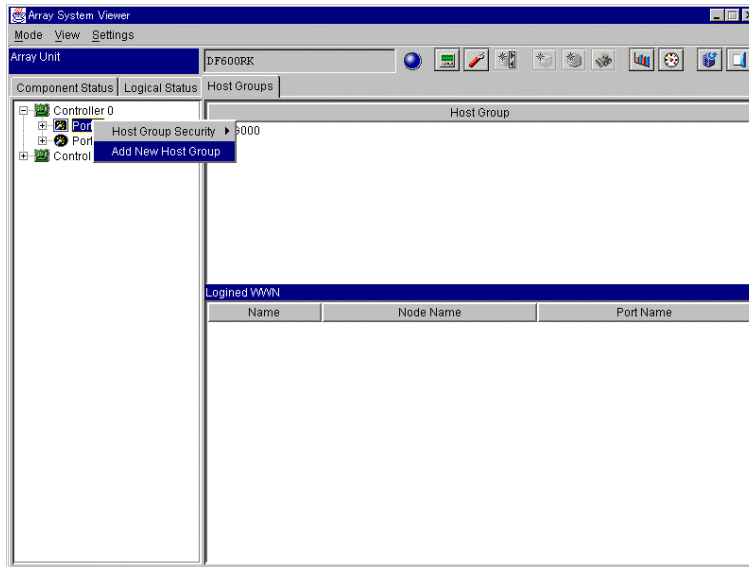 Array System Viewer
Mode View Settings
Array Unit DF600RK
Component Status Logical Status Host Groups
Controller 0
Host Group
Host Group Security
Add New Host Group
Logined WWN
Name Node Name Port Name